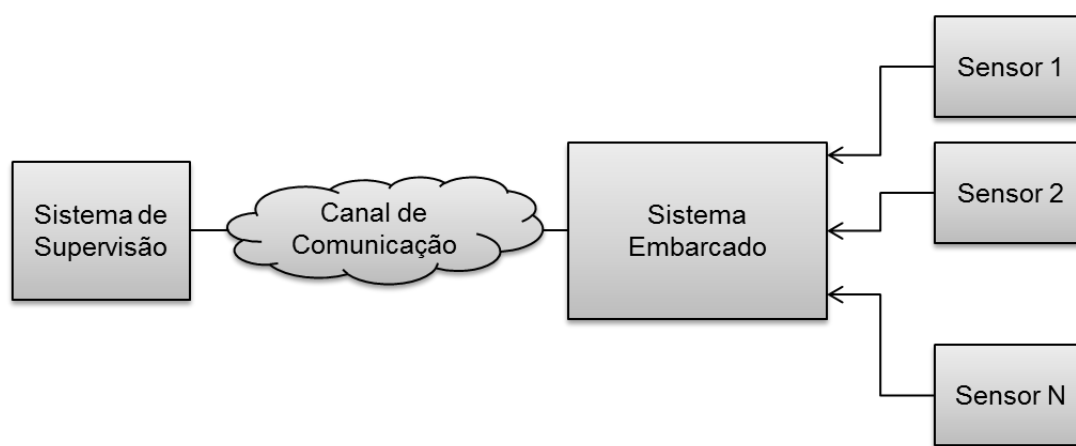 Sistema de
Supervisão
Canal de
Comunicação
Sistema
Embarcado
Sensor 1
Sensor 2
Sensor N